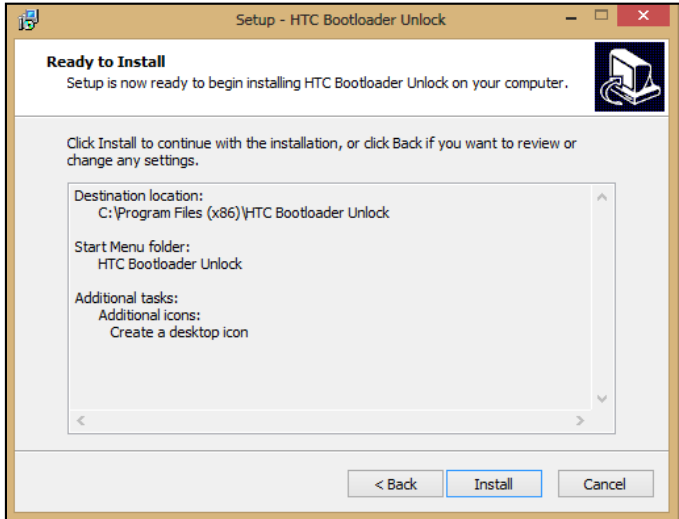 Setup - HTC Bootloader Unlock
Ready to Install
Setup is now ready to begin installing HTC Bootloader Unlock on your computer.
Click Install to continue with the installation, or click Back if you want to review or
change any settings.
Destination location:
C:\Program Files (x86)\HTC Bootloader Unlock
Start Menu folder:
HTC Bootloader Unlock
Additional tasks:
Additional icons:
Create a desktop icon
< Back
Install
Cancel